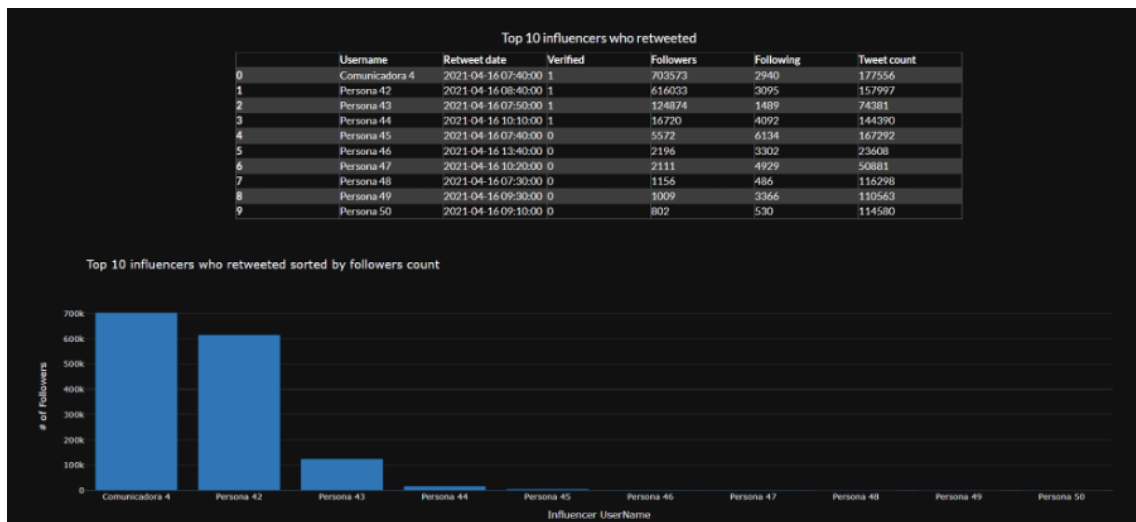 Top 10 influencers who retweeted
Username Retweet date Verified Followers Following Tweet count
0 Comunicadora 4 2021-04-16 07:40:00 1 703573 2940 177556
1 Persona 42 2021-04-16 08:40:00 1 616033 3095 157997
2 Persona 43 2021-04-16 07:50:00 1 124874 1489 74381
3 Persona 44 2021-04-16 10:10:00 1 16720 4092 144390
4 Persona 45 2021-04-16 07:40:00 0 5572 6134 167292
5 Persona 46 2021-04-16 13:40:00 0 2196 3302 23608
6 Persona 47 2021-04-16 10:20:00 0 2111 4929 50881
7 Persona 48 2021-04-16 07:30:00 0 1156 486 116298
8 Persona 49 2021-04-16 09:30:00 0 1009 3366 110563
9 Persona 50 2021-04-16 09:10:00 0 802 530 114580
Top 10 influencers who retweeted sorted by followers count
# of Followers
700k
600k
500k
400k
300k
200k
100k
0
Comunicadora 4 Persona 42 Persona 43 Persona 44 Persona 45 Persona 46 Persona 47 Persona 48 Persona 49 Persona 50
Influencer UserName